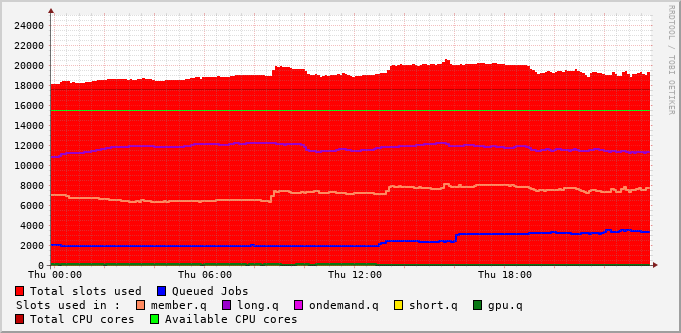 RRDTOOL / TOBI OETIKER
24000
22000
20000
18000
16000
14000
12000
10000
8000
6000
4000
2000
0
Thu 00:00 Thu 06:00 Thu 12:00 Thu 18:00
Total slots used Queued Jobs
Slots used in : member.q long.q ondemand.q short.q gpu.q
Total CPU cores Available CPU cores